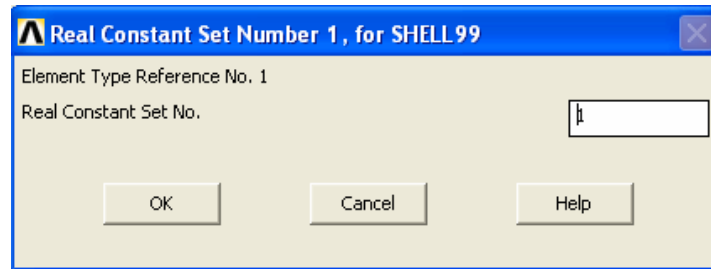 Real Constant Set Number 1, for SHELL99
Element Type Reference No. 1
Real Constant Set No. 1
OK Cancel Help